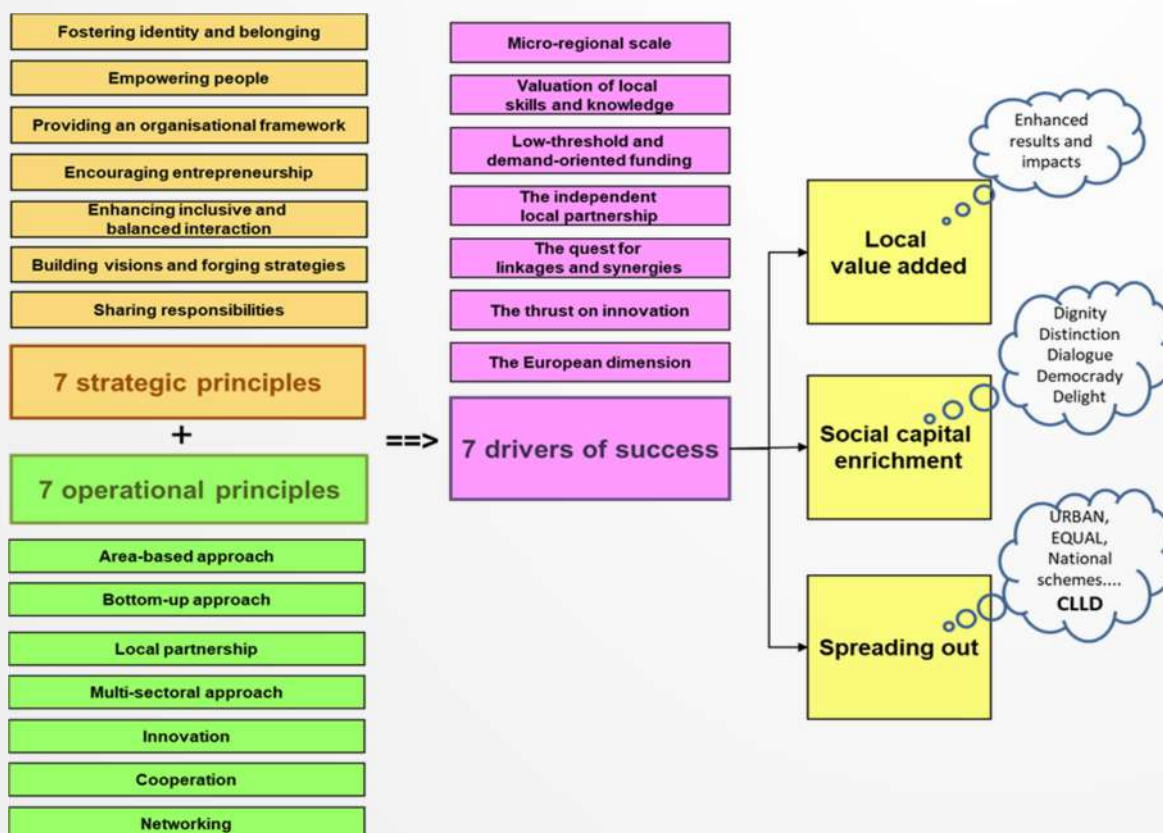 Fostering identity and belonging
Empowering people
Providing an organisational framework
Encouraging entrepreneurship
Enhancing inclusive and
balanced interaction
Building visions and forging strategies
Sharing responsibilities
7 strategic principles
+
7 operational principles
Area-based approach
Bottom-up approach
Local partnership
Multi-sectoral approach
Innovation
Cooperation
Networking
==>
Micro-regional scale
Valuation of local
skills and knowledge
Low-threshold and
demand-oriented funding
The independent
local partnership
The quest for
linkages and synergies
The thrust on innovation
The European dimension
7 drivers of success
Local
value added
Social capital
enrichment
Spreading out
Enhanced
results and
impacts
Dignity
Distinction
Dialogue
Democrady
Delight
URBAN,
EQUAL,
National
schemes....
CLLD